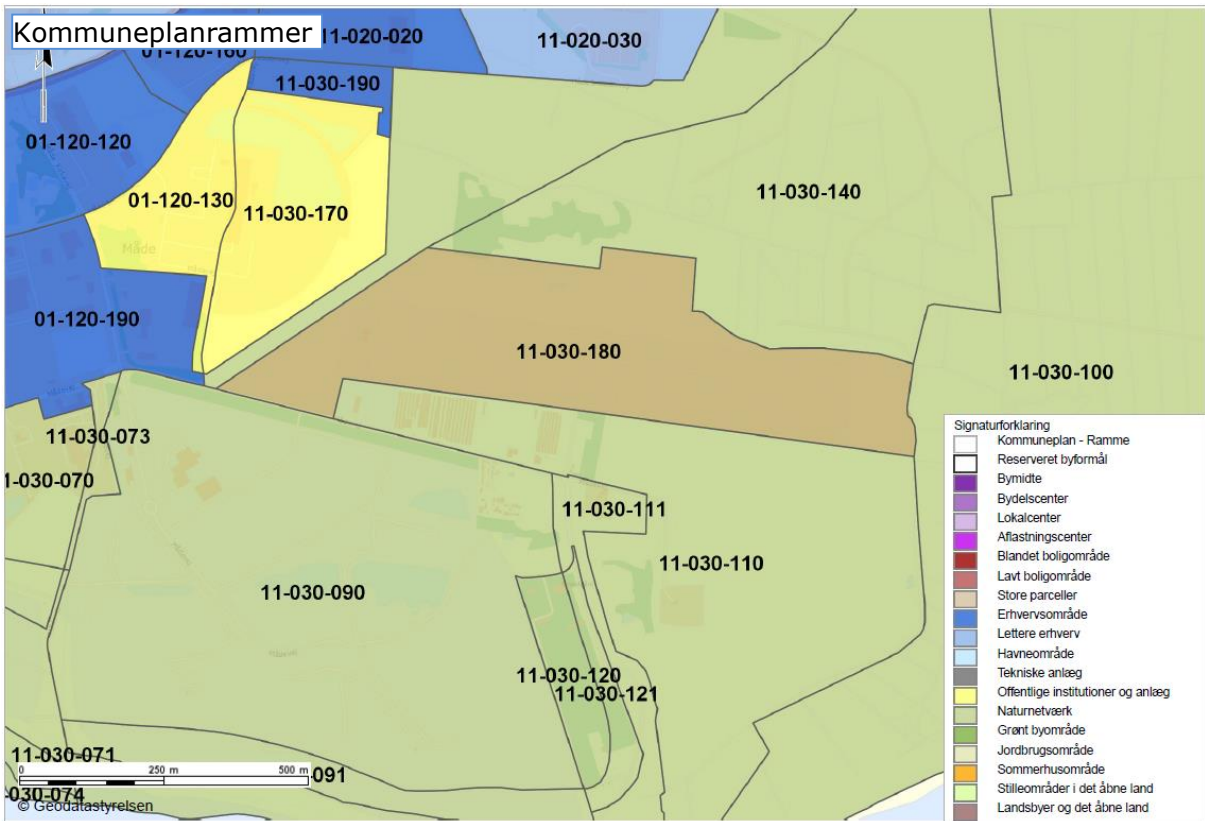 Kommuneplanrammer
11-020-020
11-020-030
01-120-160
11-030-190
01-120-120
01-120-130
11-030-140
11-030-170
Måde
01-120-190
11-030-180
11-030-100
11-030-073
1-030-070
11-030-111
11-030-110
11-030-090
11-030-120
11-030-121
11-030-071
0 250 m 500 m
091
030-074
© Geodatastyrelsen
Signaturforklaring
Kommuneplan - Ramme
Reserveret byformål
Bymidte
Bydelscenter
Lokalcenter
Aflastningscenter
Blandet boligområde
Lavt boligområde
Store parceller
Erhvervsområde
Lettere erhverv
Havneområde
Tekniske anlæg
Offentlige institutioner og anlæg
Naturnetværk
Grønt byområde
Jordbrugsområde
Sommerhusområde
Stilleområder i det åbne land
Landsbyer og det åbne land